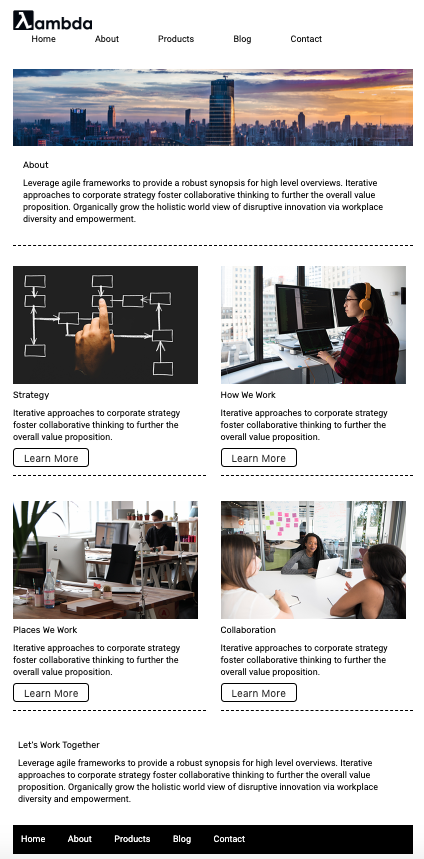 λambda
Home About Products Blog Contact
About
Leverage agile frameworks to provide a robust synopsis for high level overviews. Iterative
approaches to corporate strategy foster collaborative thinking to further the overall value
proposition. Organically grow the holistic world view of disruptive innovation via workplace
diversity and empowerment.
Strategy
Iterative approaches to corporate strategy
foster collaborative thinking to further the
overall value proposition.
Learn More
How We Work
Iterative approaches to corporate strategy
foster collaborative thinking to further the
overall value proposition.
Learn More
Places We Work
Iterative approaches to corporate strategy
foster collaborative thinking to further the
overall value proposition.
Learn More
Collaboration
Iterative approaches to corporate strategy
foster collaborative thinking to further the
overall value proposition.
Learn More
Let's Work Together
Leverage agile frameworks to provide a robust synopsis for high level overviews. Iterative
approaches to corporate strategy foster collaborative thinking to further the overall value
proposition. Organically grow the holistic world view of disruptive innovation via workplace
diversity and empowerment.
Home About Products Blog Contact